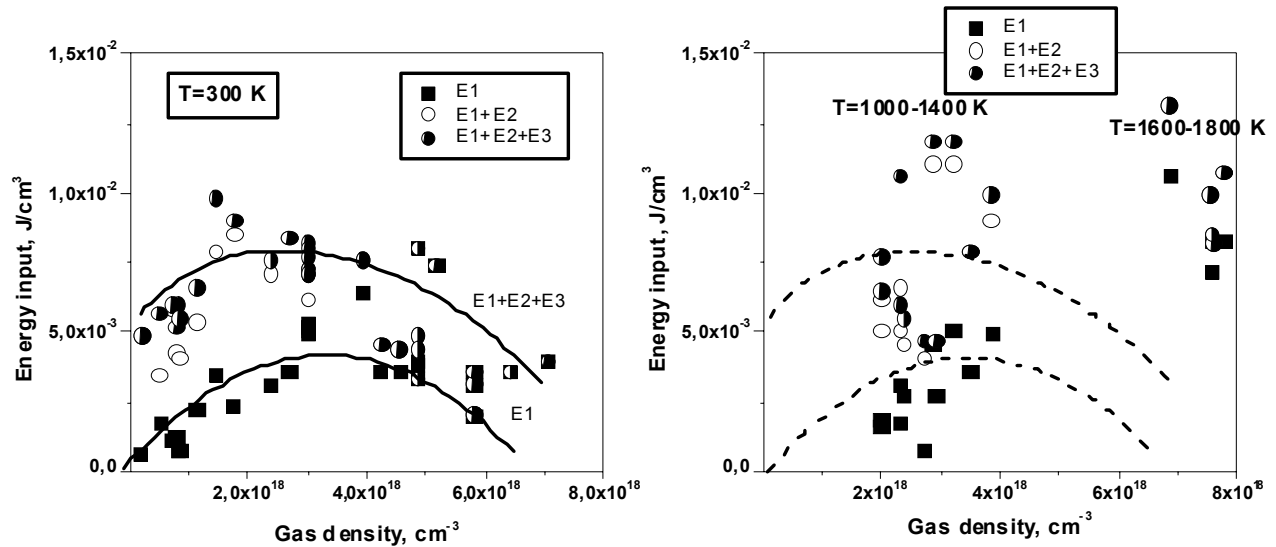 1,5x10⁻²
1,0x10⁻²
5,0x10⁻³
0,0
Energy input, J/cm³
T=300 K
E1
E1+E2
E1+E2+E3
E1+E2+E3
E1
2,0x10¹⁸
4,0x10¹⁸
6,0x10¹⁸
8,0x10¹⁸
Gas density, cm⁻³
E1
E1+E2
E1+E2+E3
1,5x10⁻²
1,0x10⁻²
5,0x10⁻³
0,0
Energy input, J/cm³
T=1000-1400 K
T=1600-1800 K
2x10¹⁸
4x10¹⁸
6x10¹⁸
8x10¹⁸
Gas density, cm⁻³